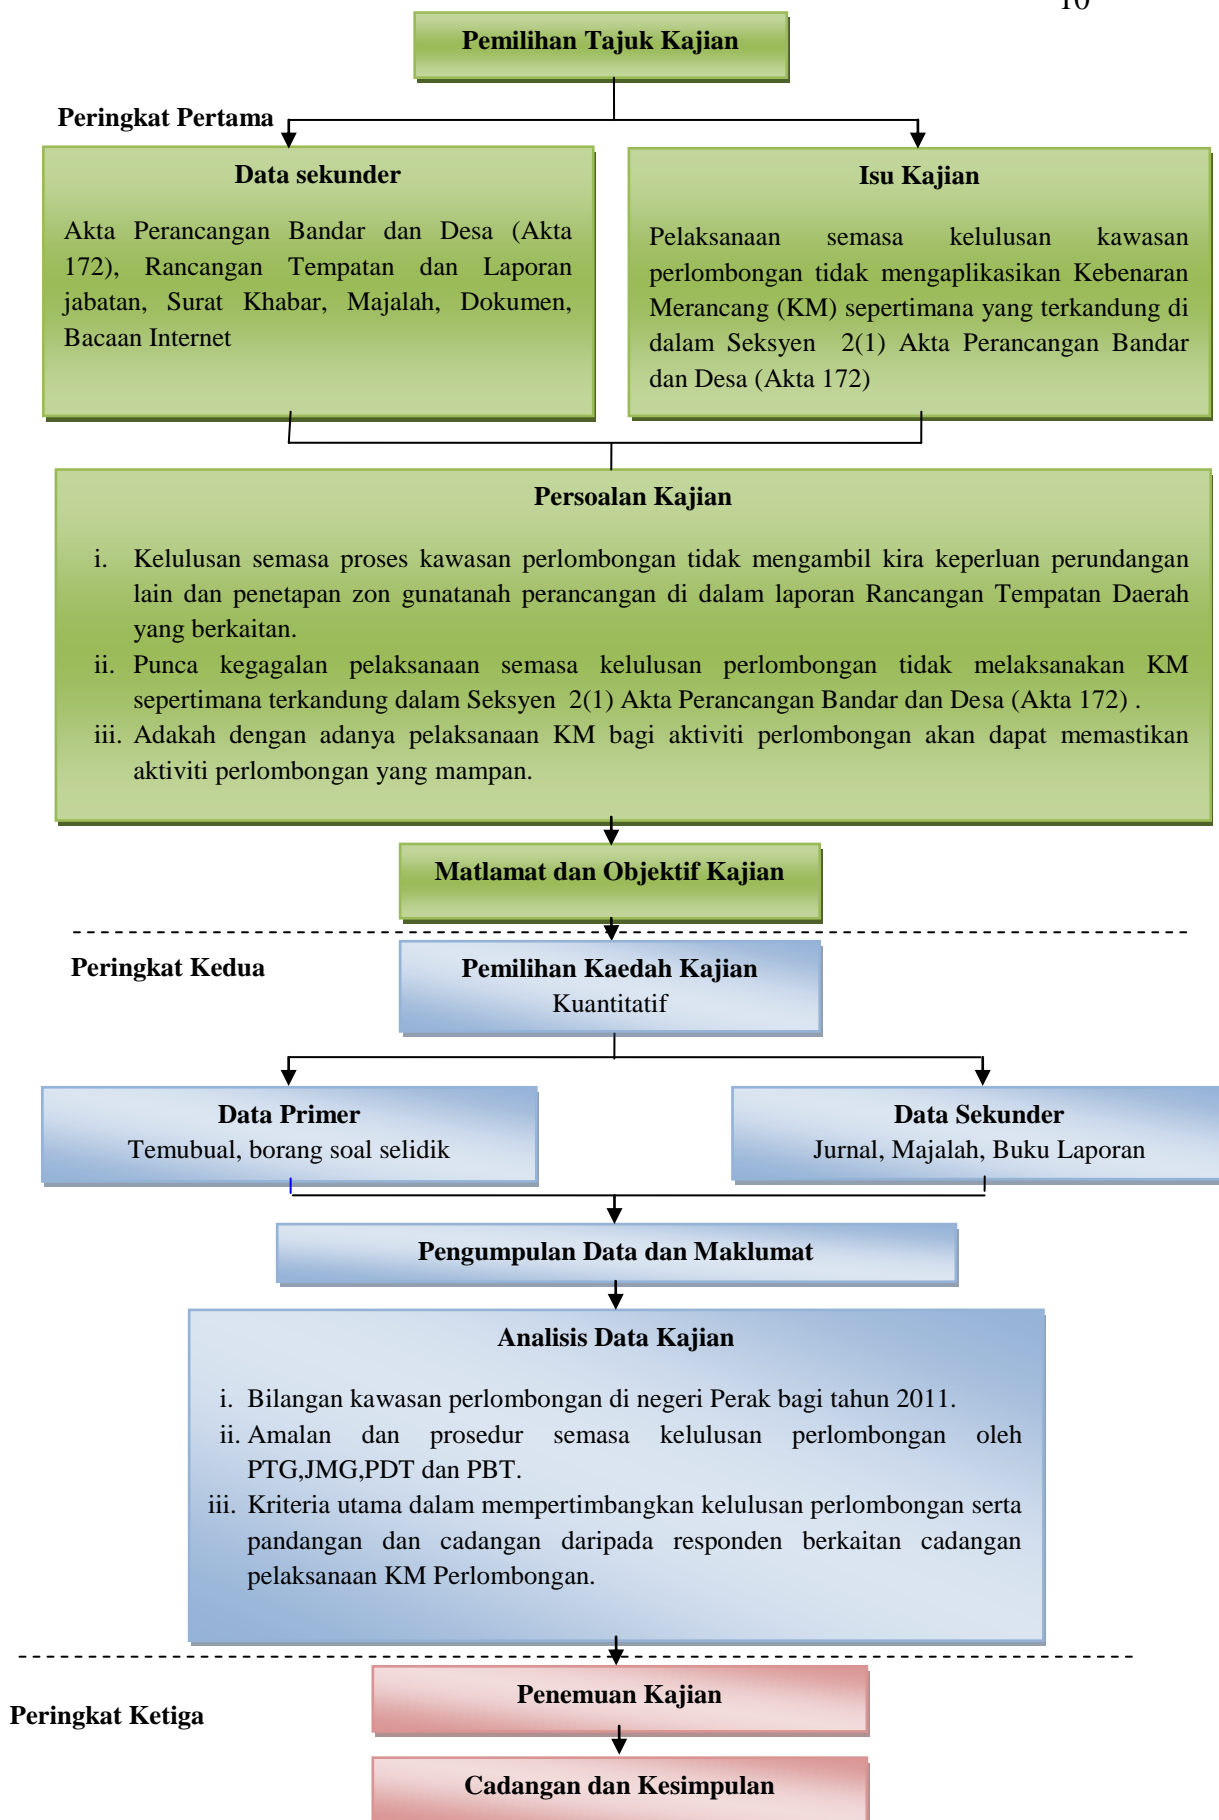 10
Pemilihan Tajuk Kajian
Peringkat Pertama
Data sekunder
Akta Perancangan Bandar dan Desa (Akta
172), Rancangan Tempatan dan Laporan
jabatan, Surat Khabar, Majalah, Dokumen,
Bacaan Internet
Isu Kajian
Pelaksanaan semasa kelulusan kawasan
perlombongan tidak mengaplikasikan Kebenaran
Merancang (KM) sepertimana yang terkandung di
dalam Seksyen 2(1) Akta Perancangan Bandar
dan Desa (Akta 172)
Persoalan Kajian
i. Kelulusan semasa proses kawasan perlombongan tidak mengambil kira keperluan perundangan
lain dan penetapan zon gunatanah perancangan di dalam laporan Rancangan Tempatan Daerah
yang berkaitan.
ii. Punca kegagalan pelaksanaan semasa kelulusan perlombongan tidak melaksanakan KM
sepertimana terkandung dalam Seksyen 2(1) Akta Perancangan Bandar dan Desa (Akta 172) .
iii. Adakah dengan adanya pelaksanaan KM bagi aktiviti perlombongan akan dapat memastikan
aktiviti perlombongan yang mampan.
Matlamat dan Objektif Kajian
Peringkat Kedua
Pemilihan Kaedah Kajian
Kuantitatif
Data Primer
Temubual, borang soal selidik
Data Sekunder
Jurnal, Majalah, Buku Laporan
Pengumpulan Data dan Maklumat
Analisis Data Kajian
i. Bilangan kawasan perlombongan di negeri Perak bagi tahun 2011.
ii. Amalan dan prosedur semasa kelulusan perlombongan oleh
PTG,JMG,PDT dan PBT.
iii. Kriteria utama dalam mempertimbangkan kelulusan perlombongan serta
pandangan dan cadangan daripada responden berkaitan cadangan
pelaksanaan KM Perlombongan.
Peringkat Ketiga
Penemuan Kajian
Cadangan dan Kesimpulan